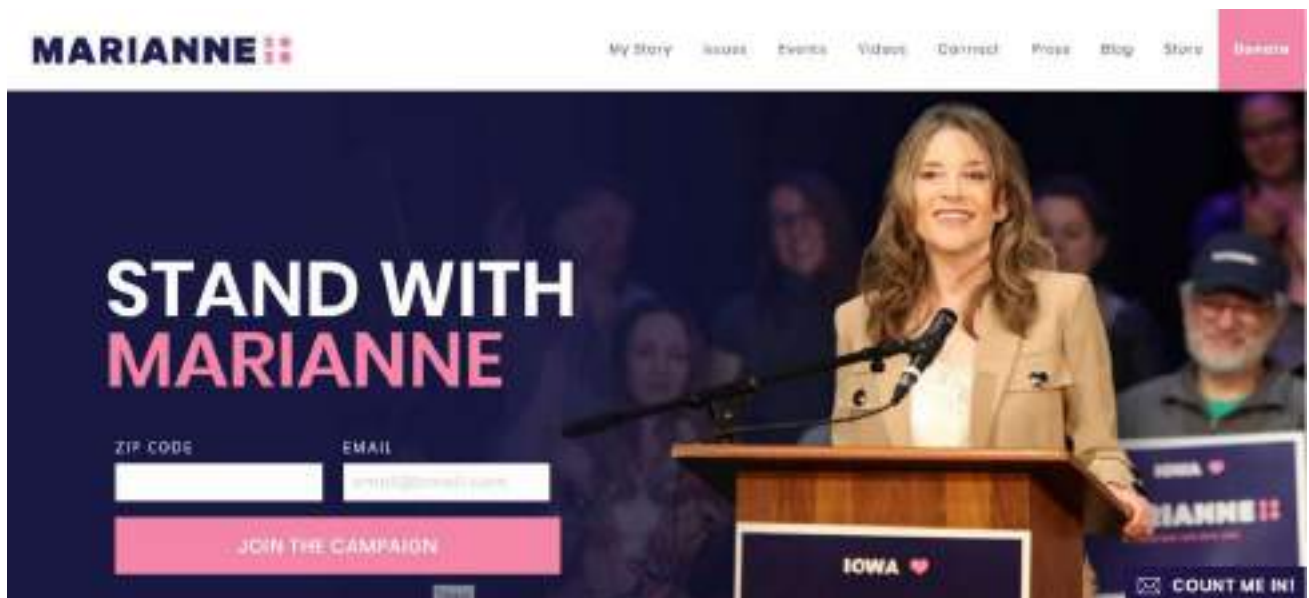 MARIANNE
My Story Issues Events Videos Connect Press Blog Store Donate
STAND WITH
MARIANNE
ZIP CODE EMAIL
JOIN THE CAMPAIGN
IOWA
IOWA
RIANNE
COUNT ME IN!